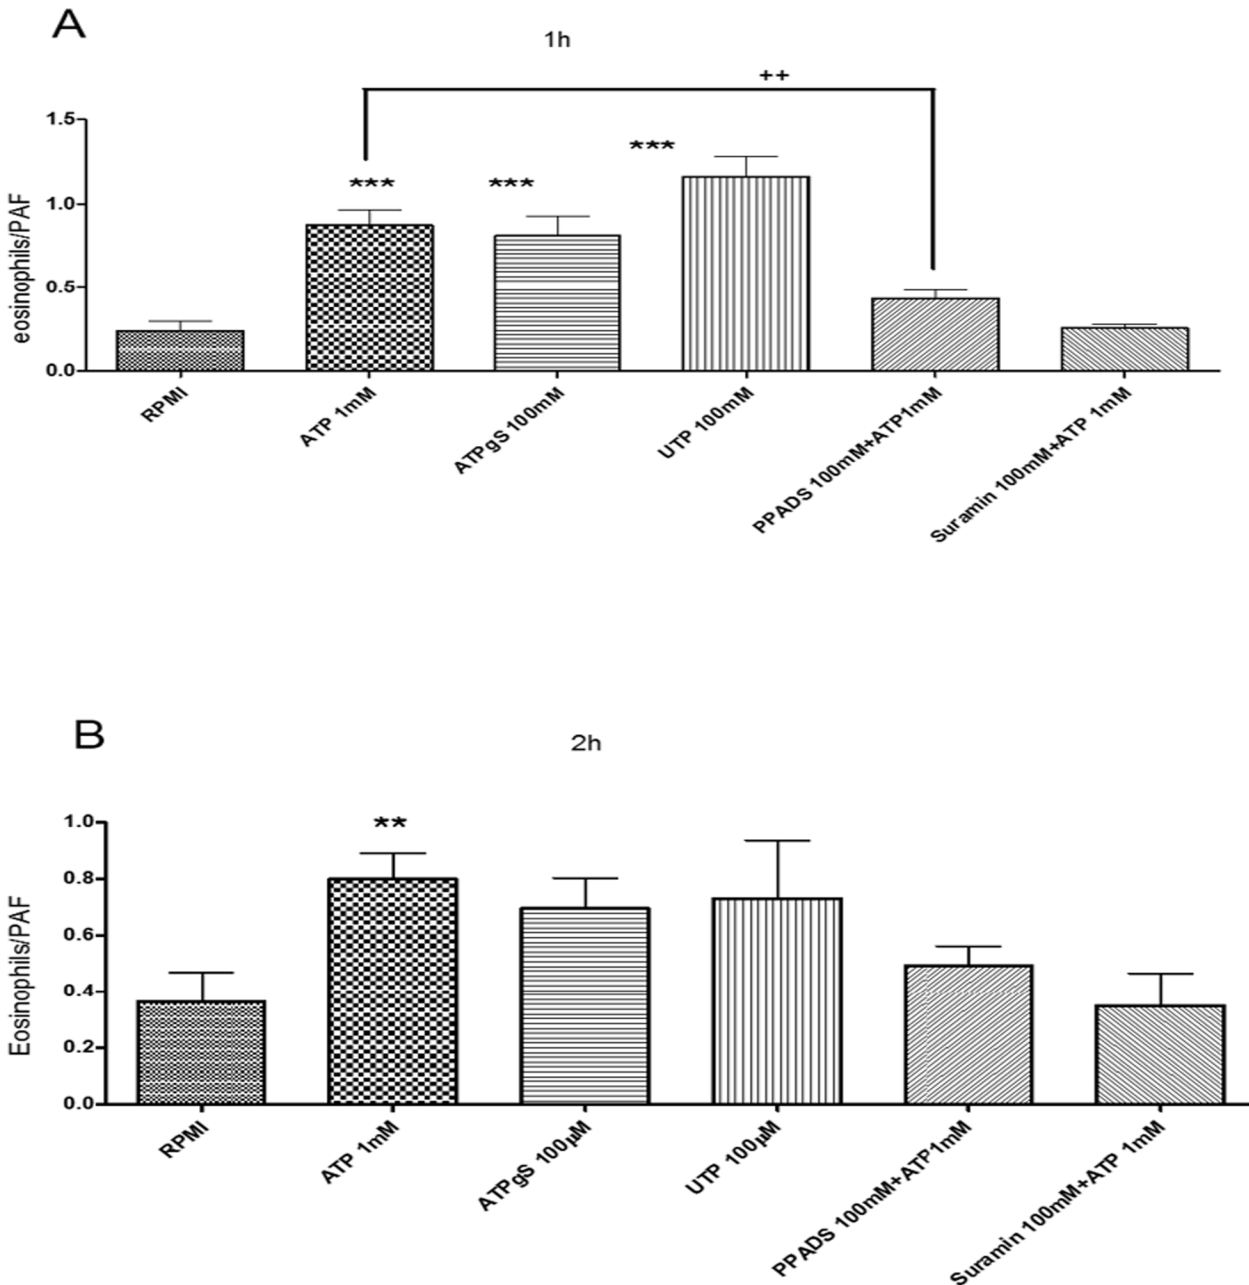 A
1h
++
1.5
***
***
***
1.0
0.5
0.0
eosinophils/PAF
RPMI
ATP 1mM
ATPgS 100mM
UTP 100mM
PPADS 100mM+ATP1mM
Suramin 100mM+ATP 1mM
B
2h
1.0
**
0.8
0.6
0.4
0.2
0.0
Eosinophils/PAF
RPMI
ATP 1mM
ATPgS 100µM
UTP 100µM
PPADS 100mM+ATP1mM
Suramin 100mM+ATP 1mM